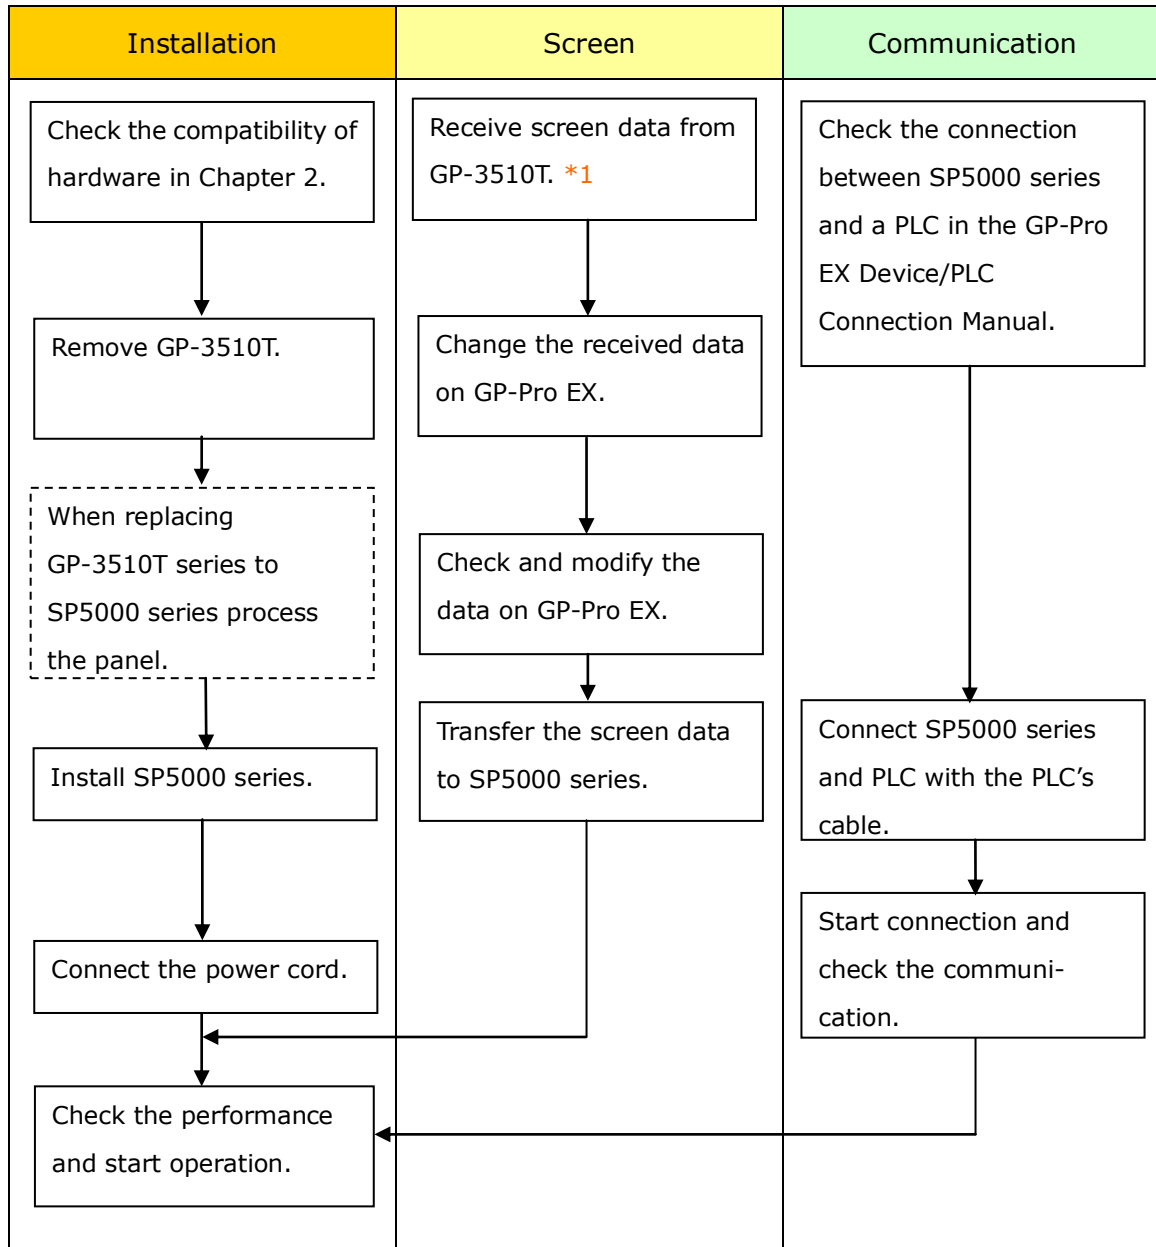 Installation
Screen
Communication
Check the compatibility of
hardware in Chapter 2.
Remove GP-3510T.
When replacing
GP-3510T series to
SP5000 series process
the panel.
Install SP5000 series.
Connect the power cord.
Check the performance
and start operation.
Receive screen data from
GP-3510T. *1
Change the received data
on GP-Pro EX.
Check and modify the
data on GP-Pro EX.
Transfer the screen data
to SP5000 series.
Check the connection
between SP5000 series
and a PLC in the GP-Pro
EX Device/PLC
Connection Manual.
Connect SP5000 series
and PLC with the PLC’s
cable.
Start connection and
check the communi-
cation.